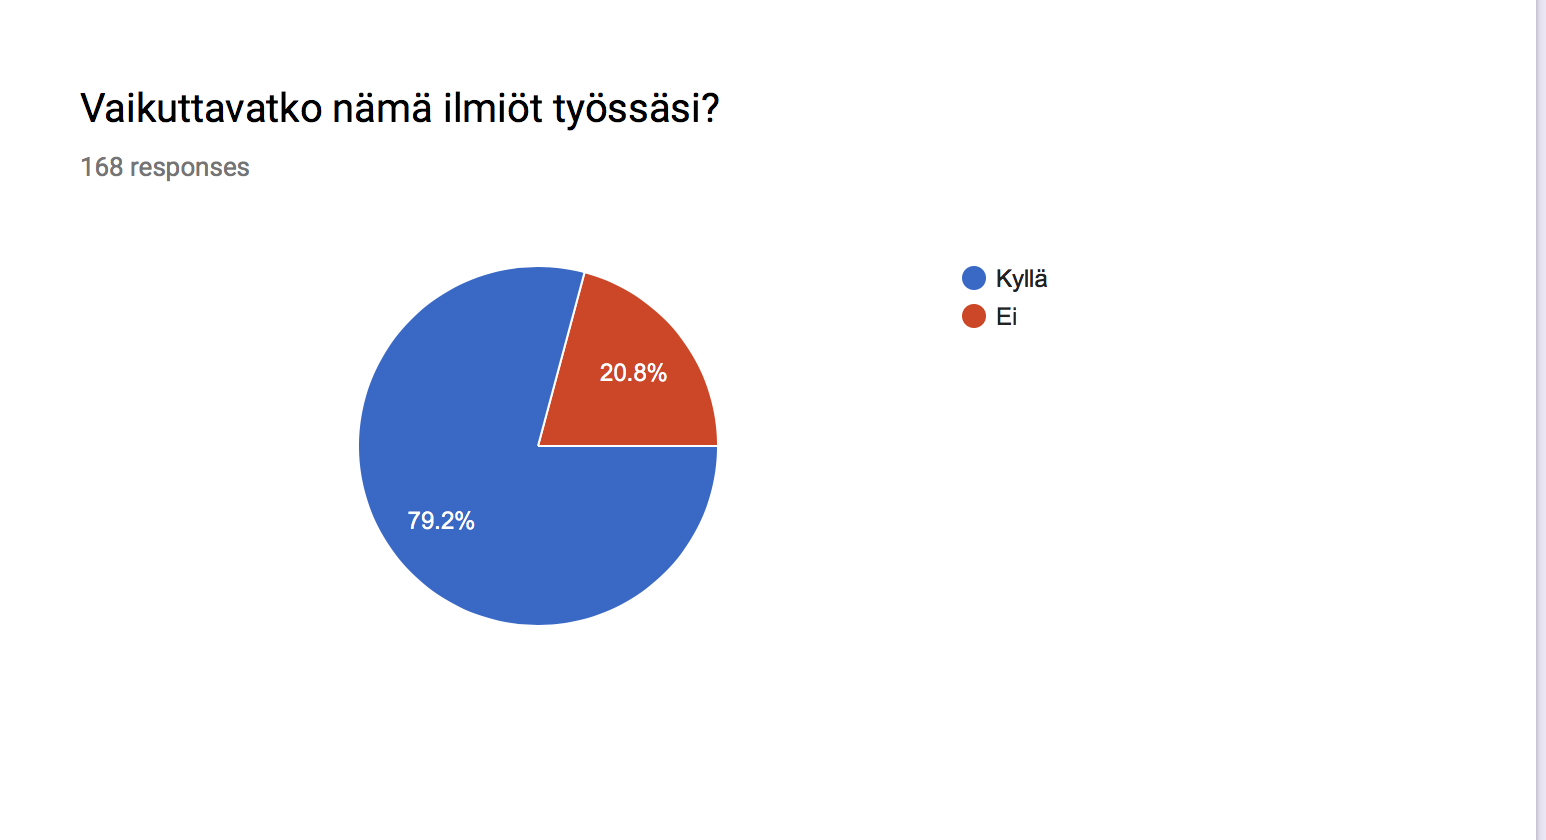 Vaikuttavatko nämä ilmiöt työssäsi?
168 responses
Kyllä
Ei
20.8%
79.2%